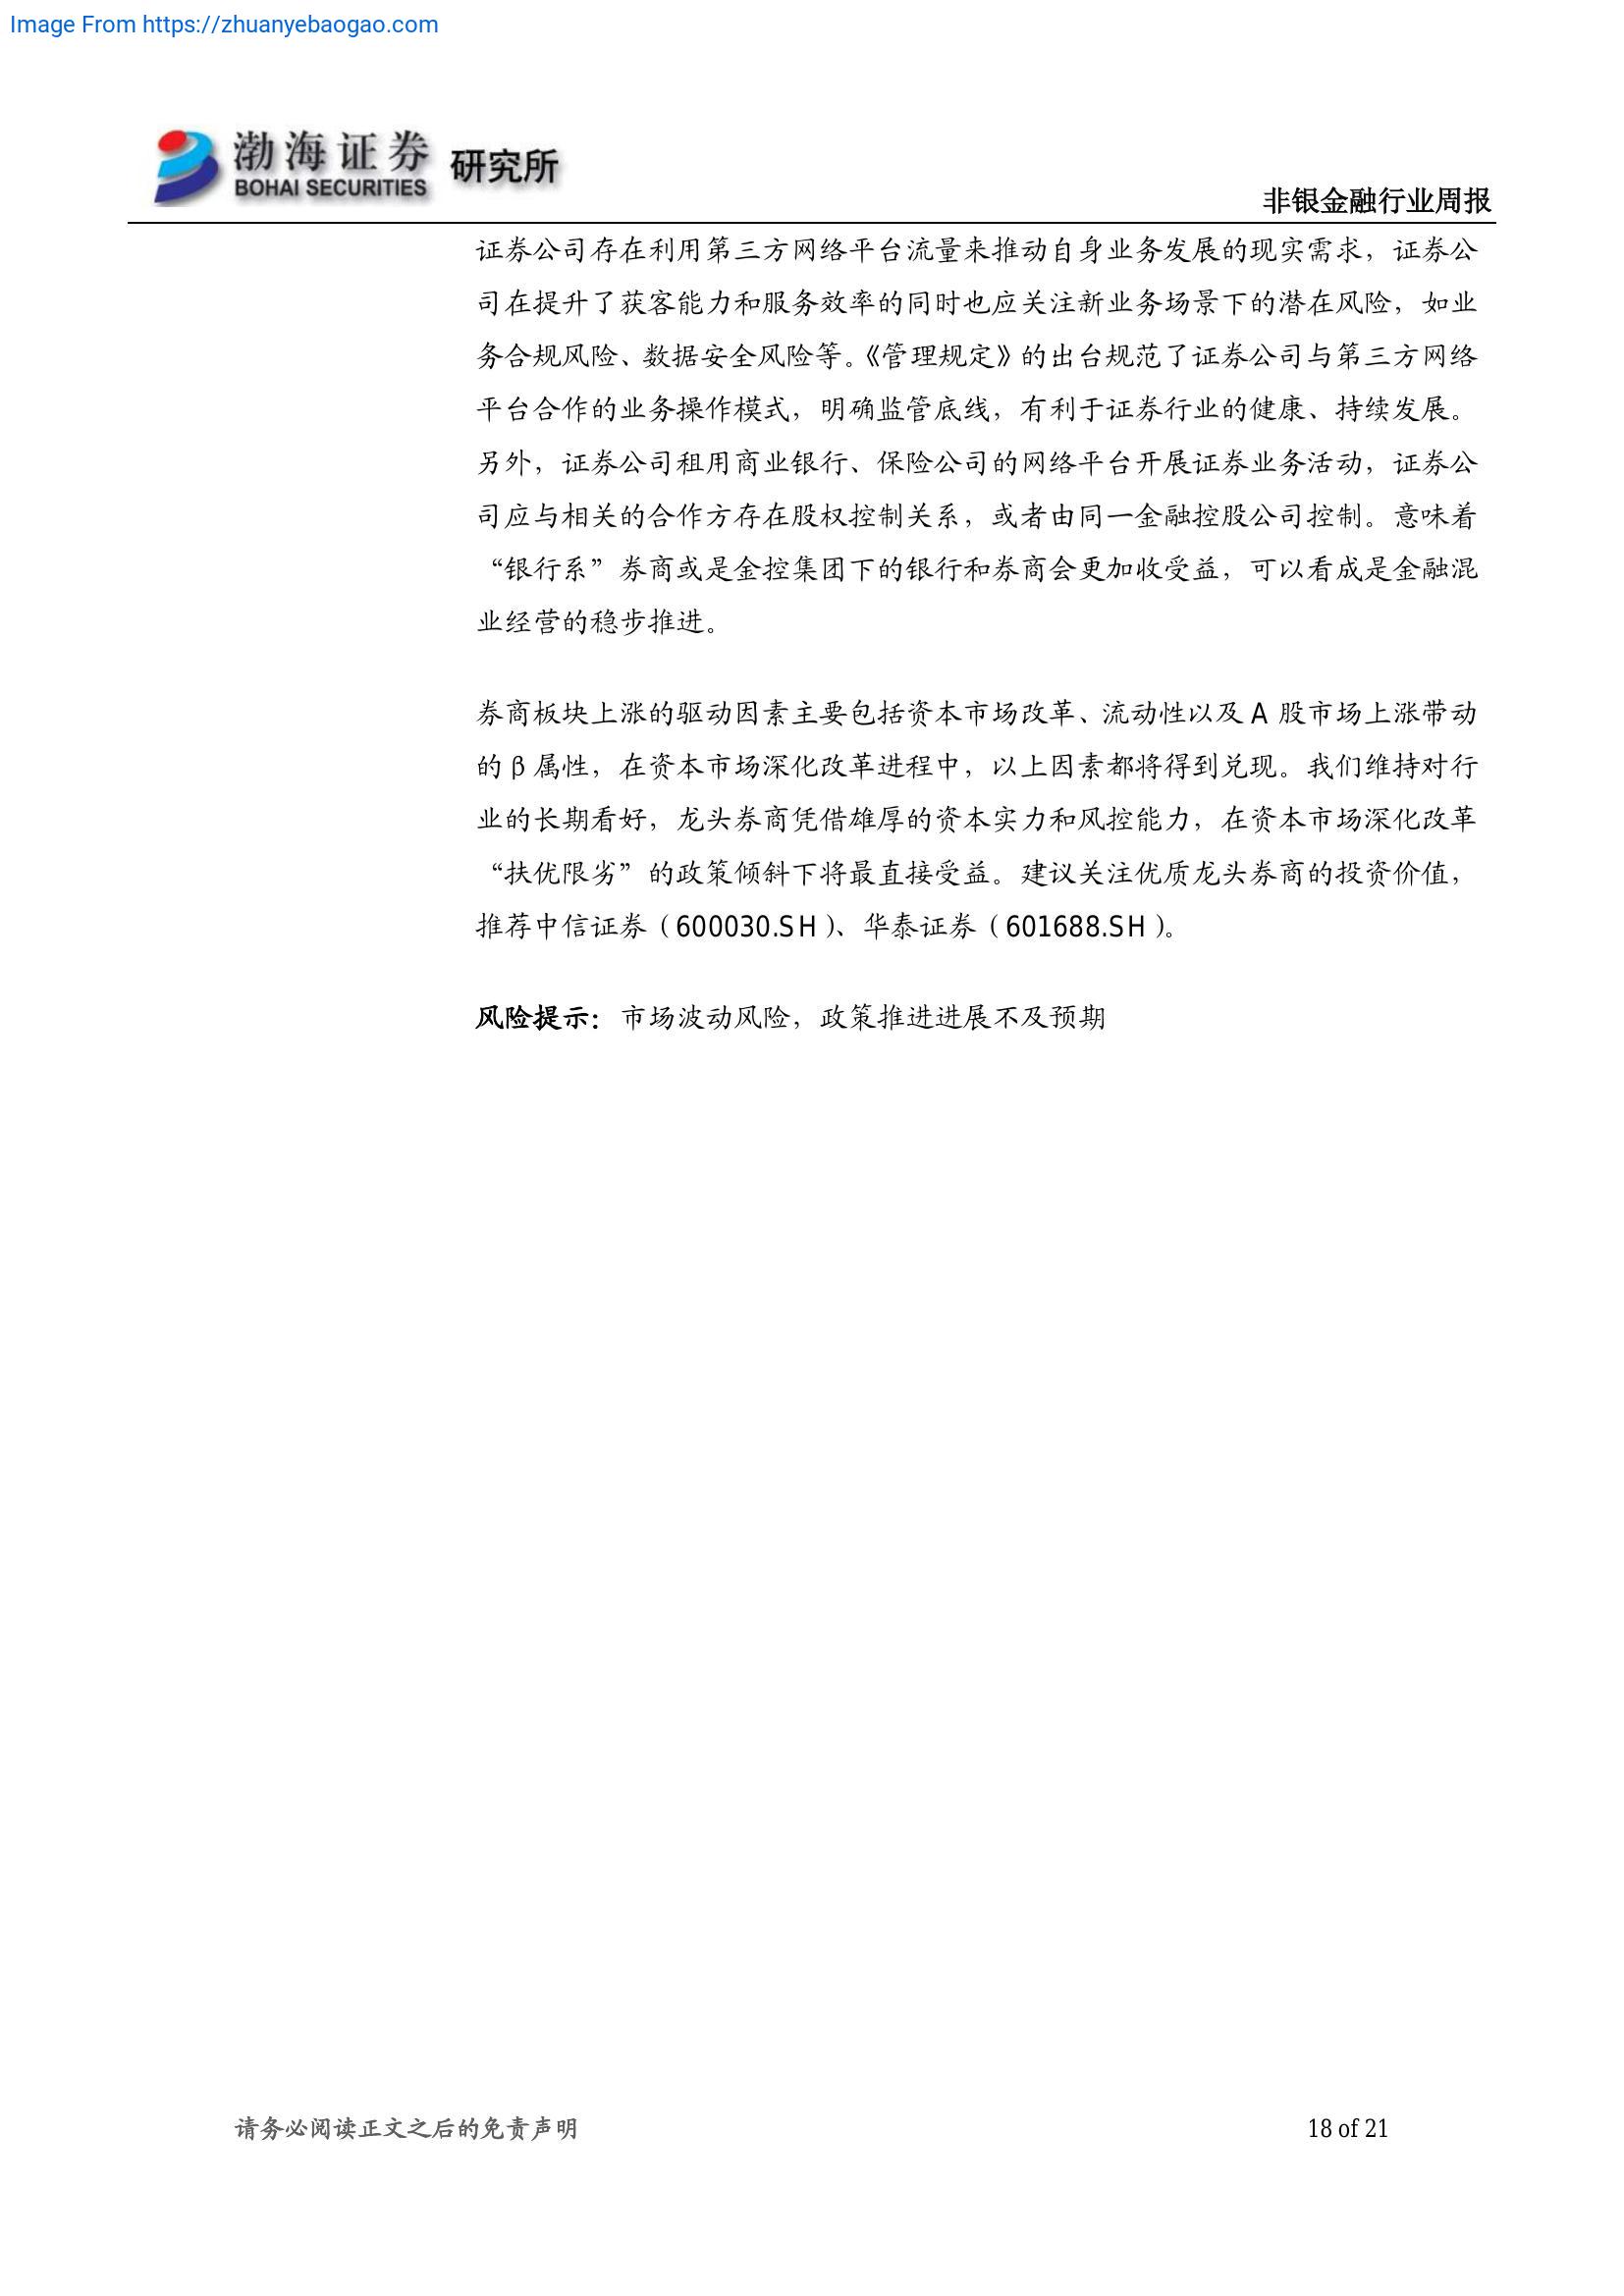 Image From https://zhuanyebaogao.com
渤海证券 研究所
BOHAI SECURITIES
非银金融行业周报
证券公司存在利用第三方网络平台流量来推动自身业务发展的现实需求，证券公
司在提升了获客能力和服务效率的同时也应关注新业务场景下的潜在风险，如业
务合规风险、数据安全风险等。《管理规定》的出台规范了证券公司与第三方网络
平台合作的业务操作模式，明确监管底线，有利于证券行业的健康、持续发展。
另外，证券公司租用商业银行、保险公司的网络平台开展证券业务活动，证券公
司应与相关的合作方存在股权控制关系，或者由同一金融控股公司控制。意味着
“银行系”券商或是金控集团下的银行和券商会更加收受益，可以看成是金融混
业经营的稳步推进。
券商板块上涨的驱动因素主要包括资本市场改革、流动性以及 A 股市场上涨带动
的 β 属性，在资本市场深化改革进程中，以上因素都将得到兑现。我们维持对行
业的长期看好，龙头券商凭借雄厚的资本实力和风控能力，在资本市场深化改革
“扶优限劣”的政策倾斜下将最直接受益。建议关注优质龙头券商的投资价值，
推荐中信证券（600030.SH）、华泰证券（601688.SH）。
风险提示：市场波动风险，政策推进进展不及预期
请务必阅读正文之后的免责声明
18 of 21